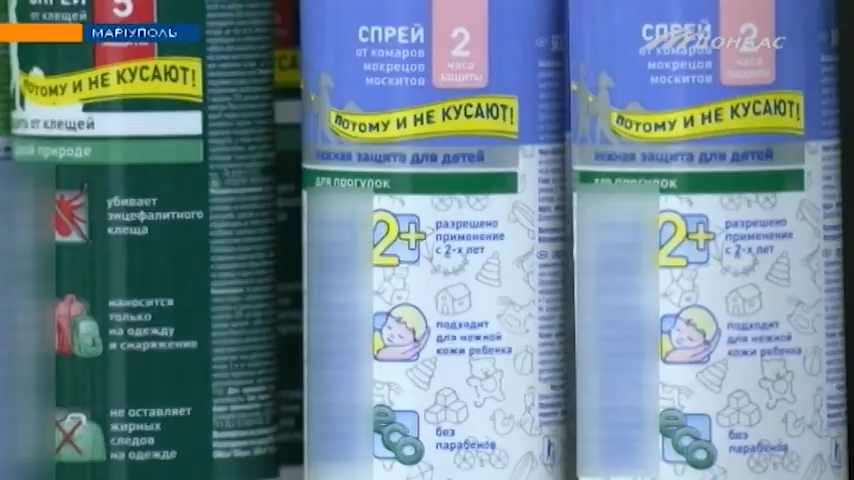 МАРІУПОЛЬ
ДОНБАС
СПРЕЙ
от клещей
5
ПОТОМУ И НЕ КУСАЮТ!
от клещей
природе
убивает
энцефалитного
клеща
наносится
только
на одежду
и снаряжение
не оставляет
жирных
следов
на одежде
СПРЕЙ
от комаров
мокрецов
москитов
2
часа
защиты
ПОТОМУ И НЕ КУСАЮТ!
нежная защита для детей
для прогулок
2+
разрешено
применение
с 2-х лет
подходит
для нежной
кожи ребенка
без
парабенов
СПРЕЙ
от комаров
мокрецов
москитов
2
часа
защиты
ПОТОМУ И НЕ КУСАЮТ!
нежная защита для детей
для прогулок
2+
разрешено
применение
с 2-х лет
подходит
для нежной
кожи ребенка
без
парабенов